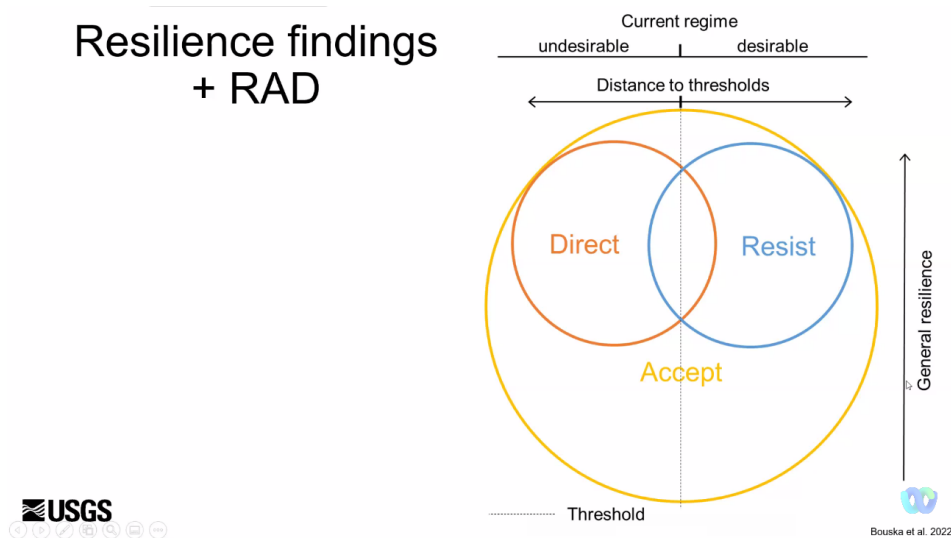 Resilience findings
+ RAD
Current regime
undesirable
desirable
Distance to thresholds
Direct
Resist
Accept
General resilience
Threshold
USGS
Bouska et al. 2022